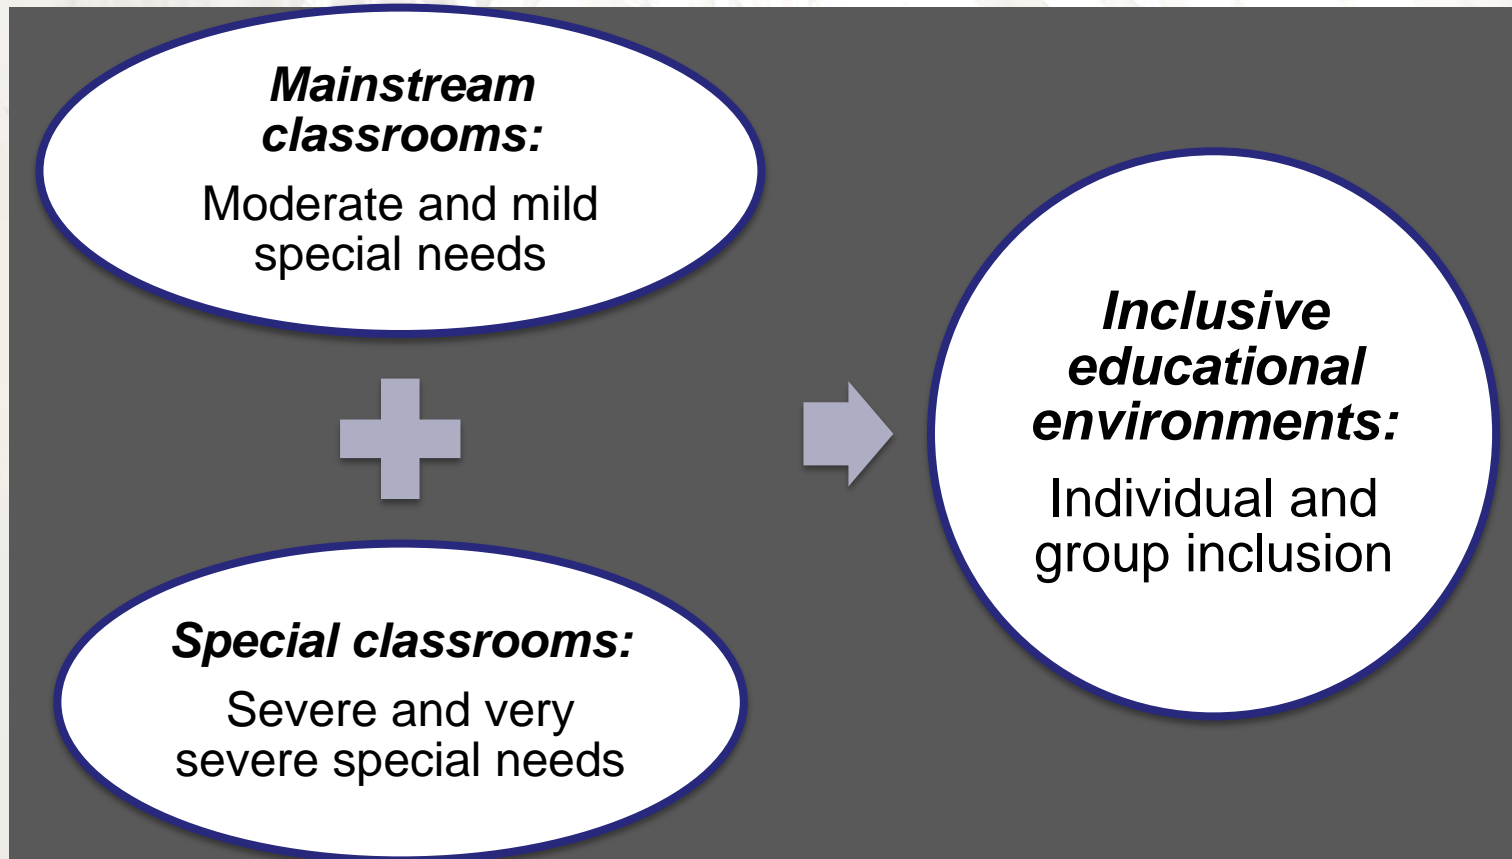 Mainstream
classrooms:
Moderate and mild
special needs
Special classrooms:
Severe and very
severe special needs
Inclusive
educational
environments:
Individual and
group inclusion